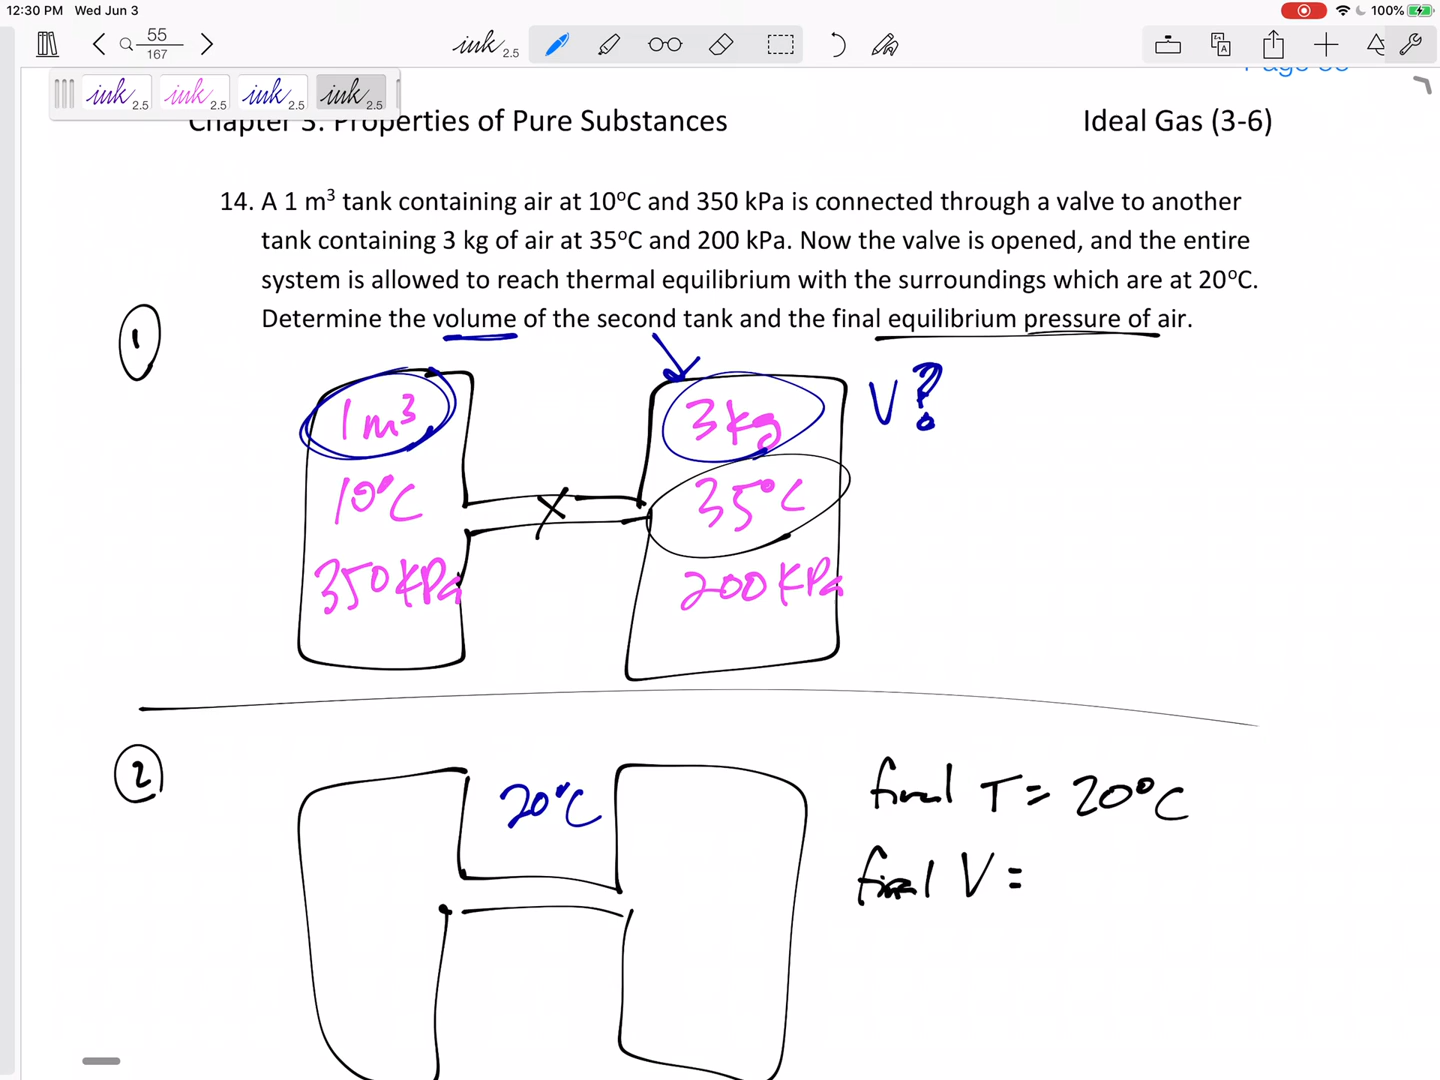 12:30 PM Wed Jun 3
100%
55
167
ink 2.5
ink 2.5 ink 2.5 ink 2.5 ink 2.5
Chapter 3: Properties of Pure Substances
Ideal Gas (3-6)
14. A 1 m³ tank containing air at 10°C and 350 kPa is connected through a valve to another
tank containing 3 kg of air at 35°C and 200 kPa. Now the valve is opened, and the entire
system is allowed to reach thermal equilibrium with the surroundings which are at 20°C.
Determine the volume of the second tank and the final equilibrium pressure of air.
1
1 m³
10°C
350 KPa
X
3 kg
35°C
200 KPa
V?
2
20°C
final T = 20°C
final V =